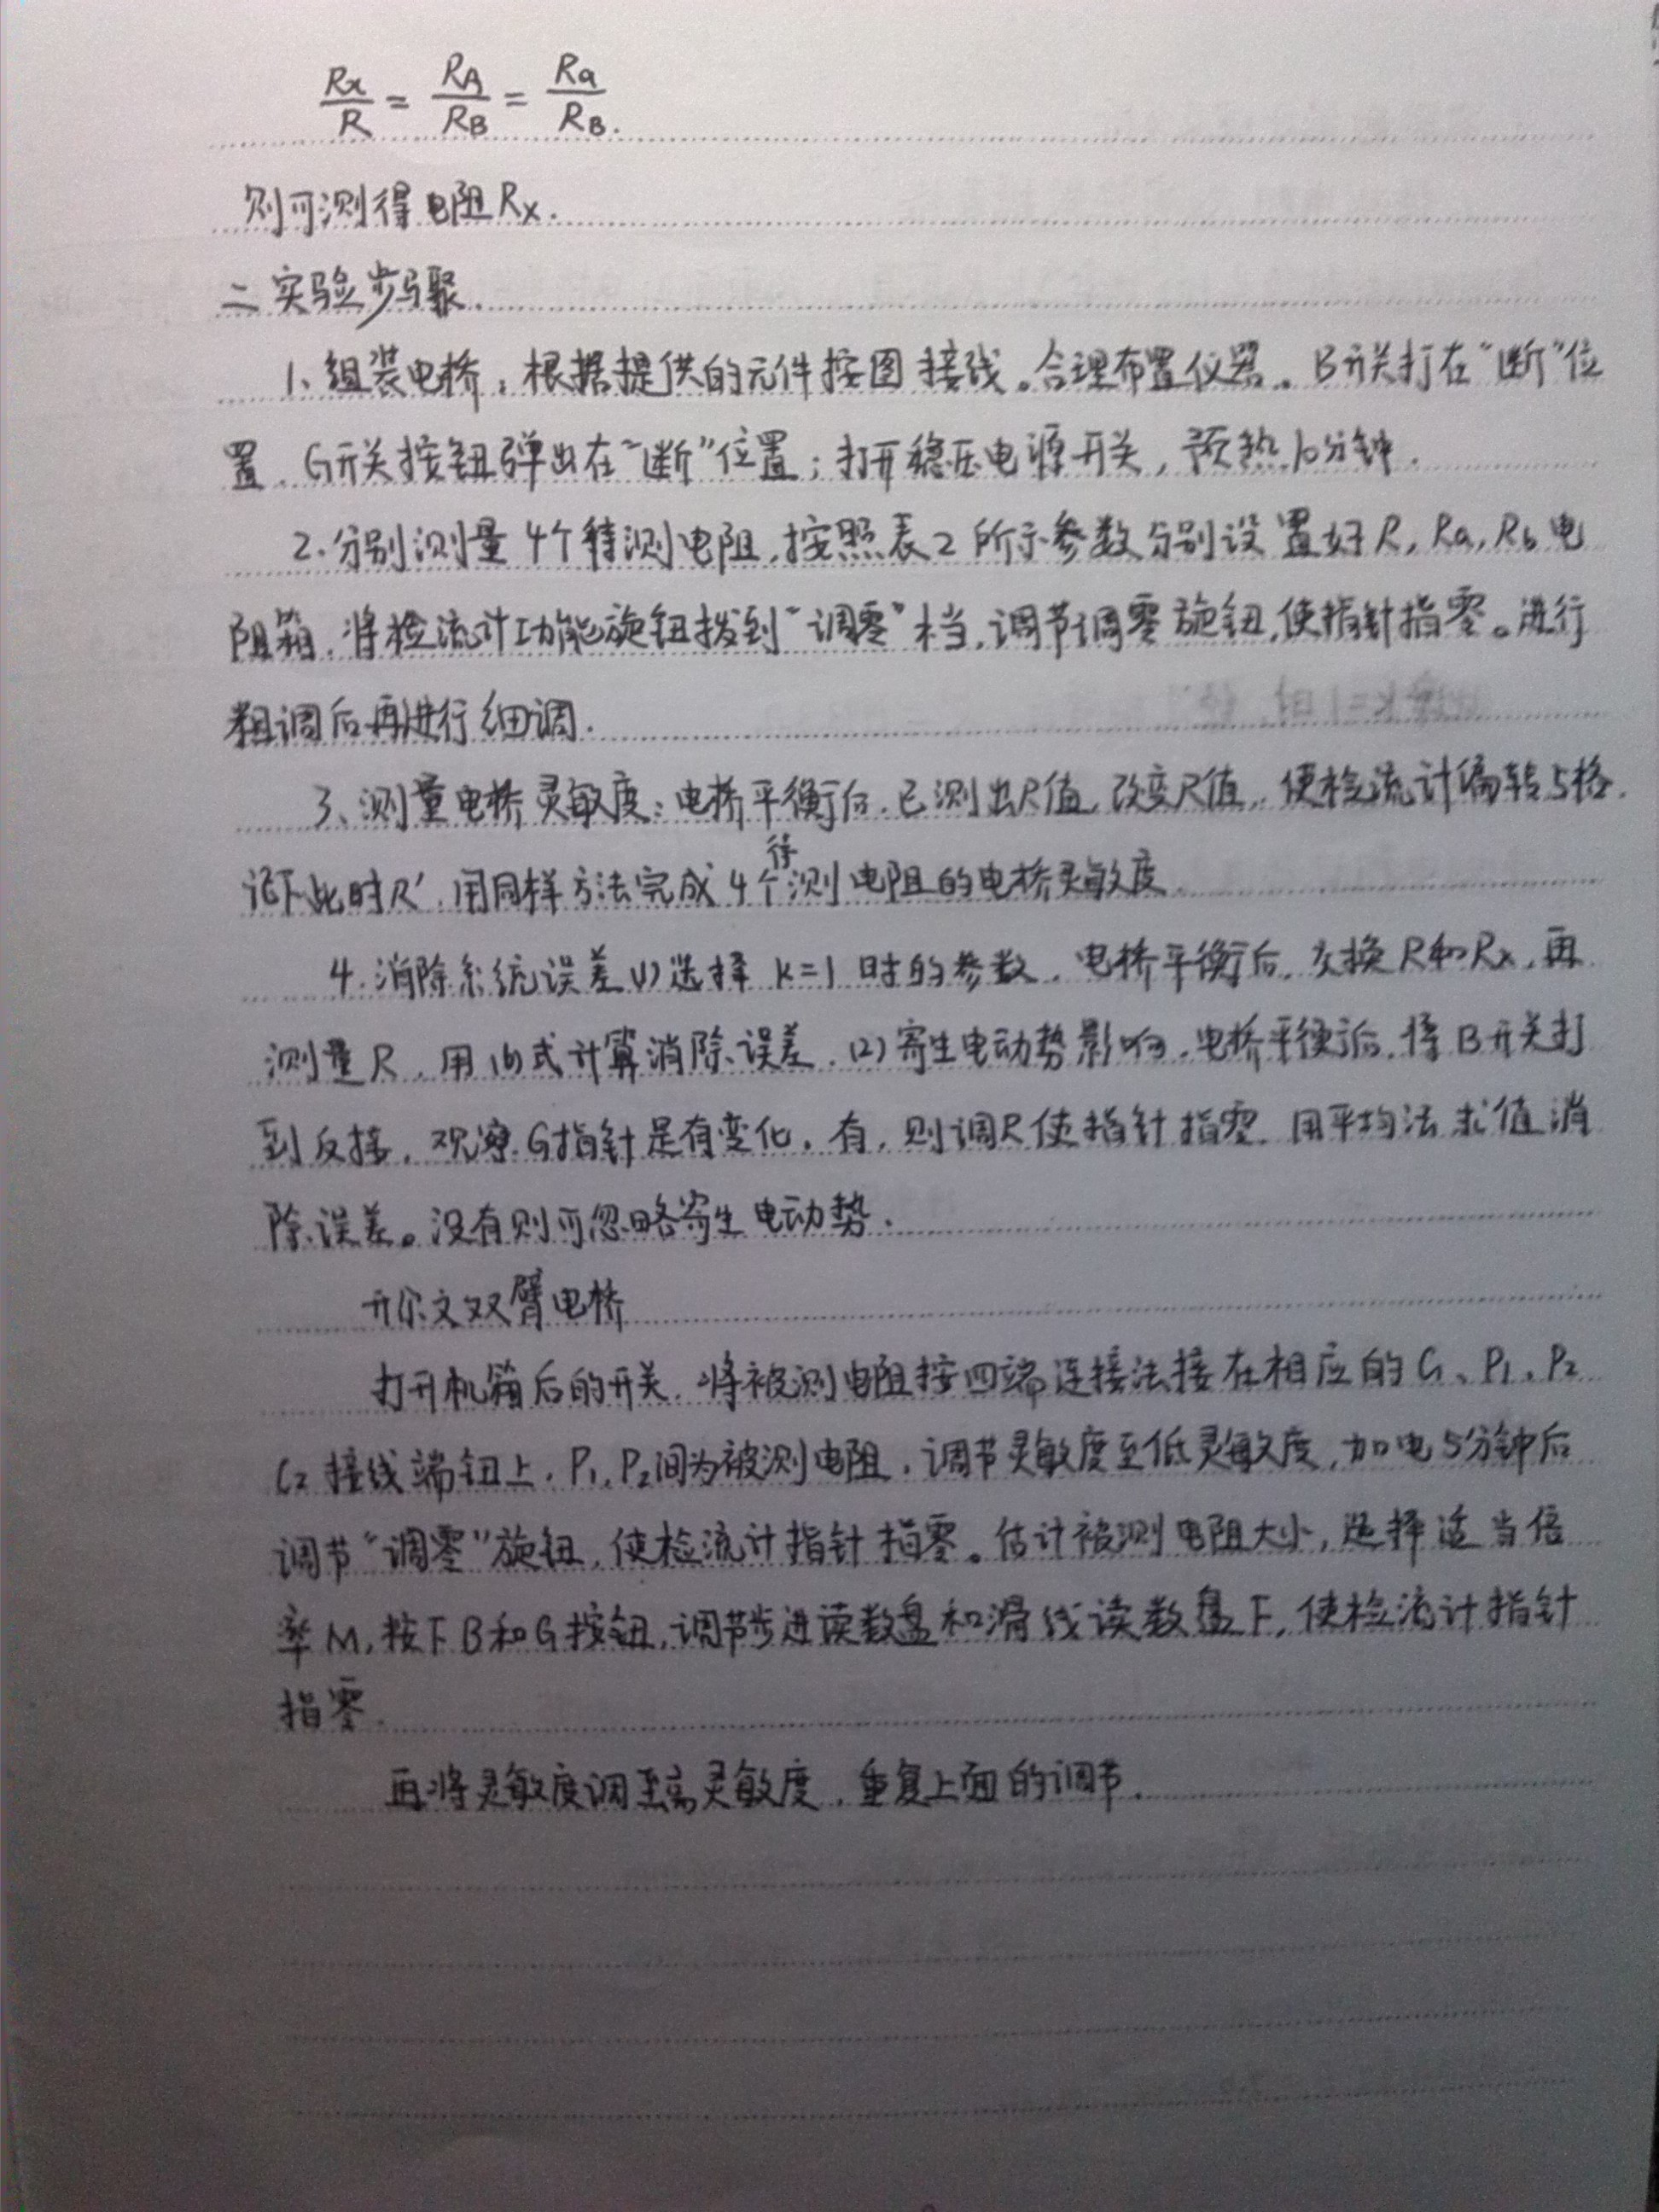 Rx/R = RA/RB = Ra/RB.
则可测得电阻Rx.
二 实验步骤.
1、组装电桥:根据提供的元件按图接线。合理布置仪器。B开关打在“断”位
置,G开关按钮弹出在“断”位置;打开稳压电源开关,预热10分钟.
2.分别测量4个待测电阻,按照表2所示参数分别设置好R,Ra,Rb电
阻箱,将检流计功能旋钮拨到“调零”档,调节调零旋钮,使指针指零。进行
粗调后再进行细调.
3、测量电桥灵敏度:电桥平衡后,已测出R值,改变R值,使检流计偏转5格.
记下此时R′,用同样方法完成4个待测电阻的电桥灵敏度.
4.消除系统误差(1)选择 k=1 时的参数,电桥平衡后,交换R和Rx,再
测量R,用(6)式计算消除误差.(2)寄生电动势影响,电桥平衡后,将B开关打
到反接,观察G指针是有变化,有,则调R使指针指零,用平均法求值消
除误差。没有则可忽略寄生电动势.
开尔文双臂电桥
打开机箱后的开关,将被测电阻按四端连接法接在相应的C1、P1、P2
C2接线端钮上,P1,P2间为被测电阻,调节灵敏度至低灵敏度,加电5分钟后
调节“调零”旋钮,使检流计指针指零。估计被测电阻大小,选择适当倍
率M,按下B和G按钮,调节步进读数盘和滑线读数盘下,使检流计指针
指零.
再将灵敏度调至高灵敏度,重复上面的调节.